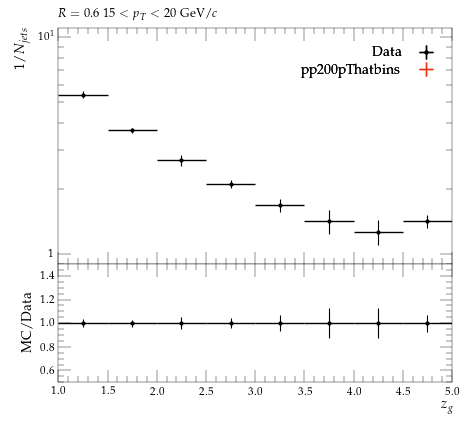 R = 0.6 15 < p_T < 20 GeV/c
1/N_jets
10^1
1
Data
pp200pThatbins
MC/Data
1.4
1.2
1.0
0.8
0.6
1.0 1.5 2.0 2.5 3.0 3.5 4.0 4.5 5.0
z_g